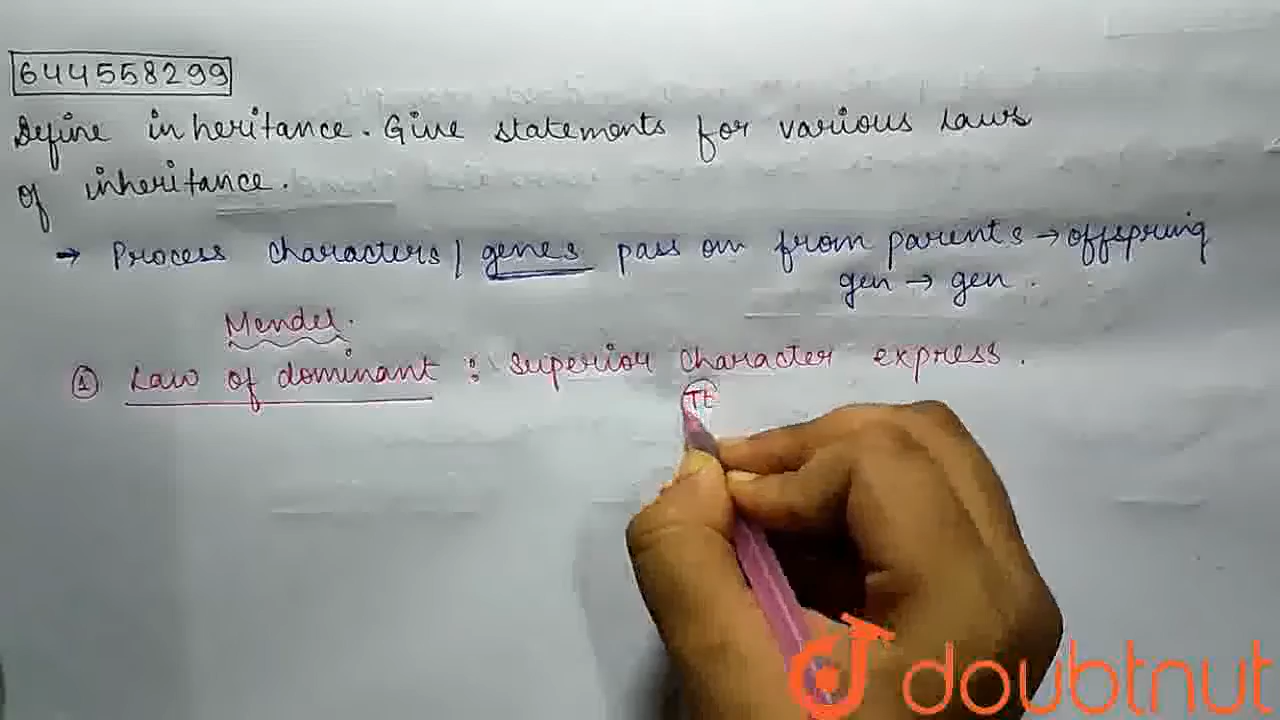 644558299
Define inheritance. Give statements for various laws
of inheritance.
→ Process characters / genes pass on from parents → offspring
gen → gen.
Mendel.
① Law of dominant : superior character express.
Tt
doubtnut